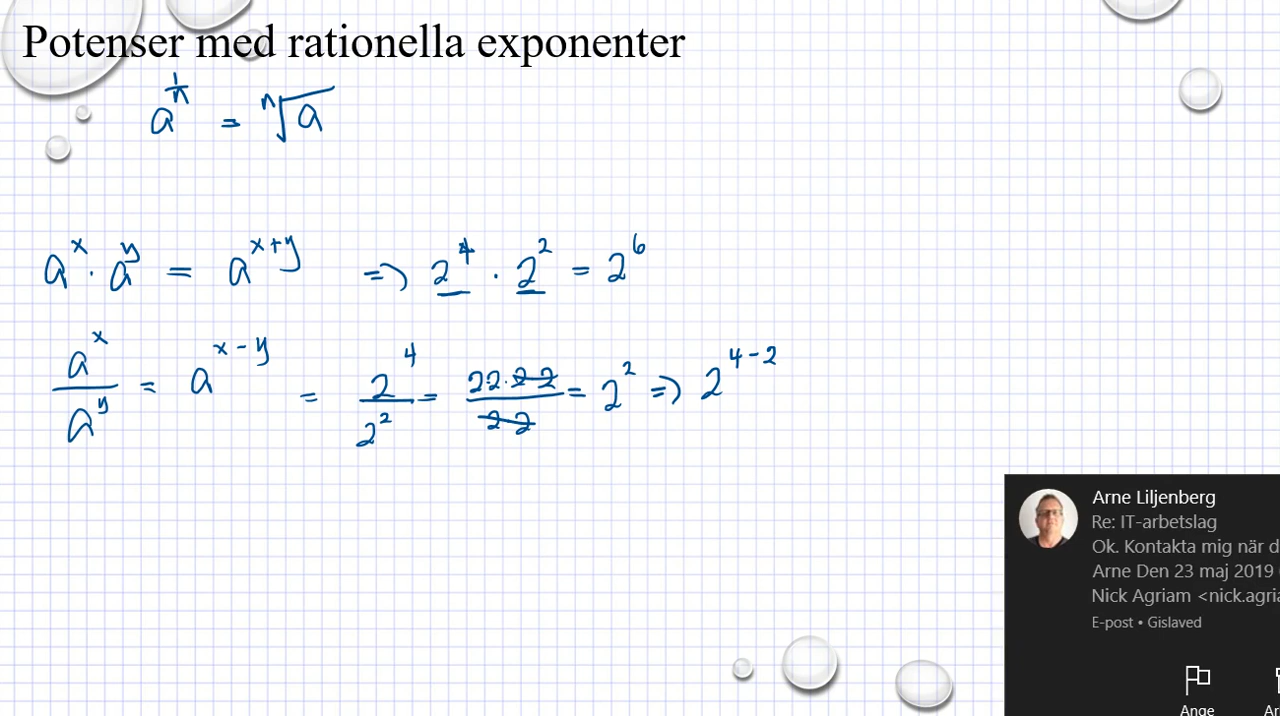 Potenser med rationella exponenter
a^{1/n} = ⁿ√a
a^x · a^y = a^{x+y} => 2^4 · 2^2 = 2^6
a^x / a^y = a^{x-y} = 2^4 / 2^2 = 22·22 / 22 = 2^2 => 2^{4-2}
Arne Liljenberg
Re: IT-arbetslag
Ok. Kontakta mig när d
Arne Den 23 maj 2019
Nick Agriam <nick.agria
E-post • Gislaved
Ange